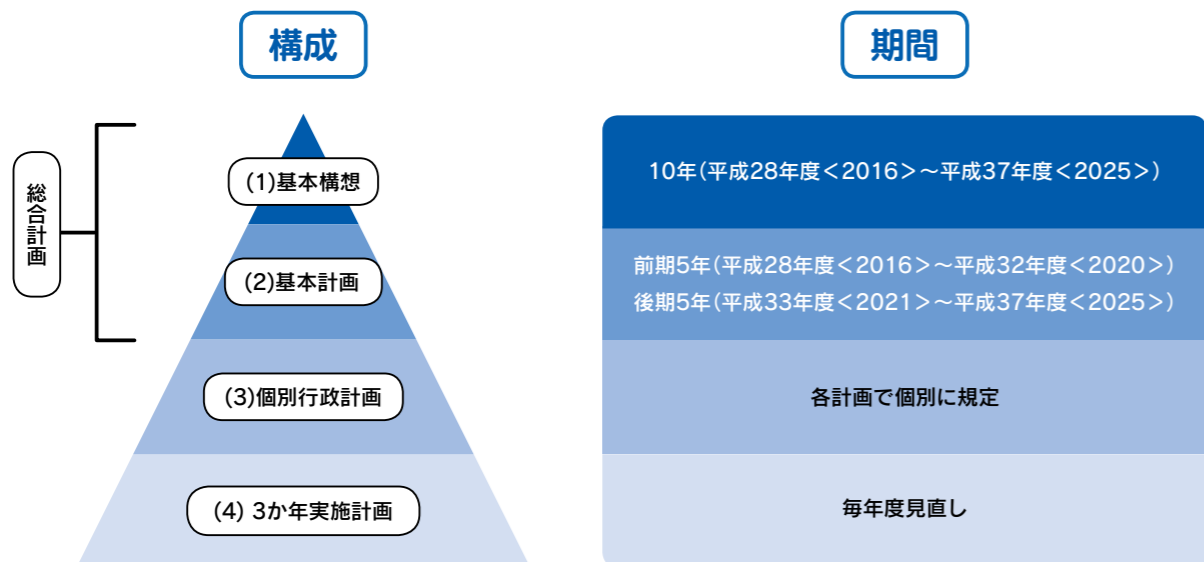 構成
期間
総合計画
(1)基本構想
10年(平成28年度<2016>~平成37年度<2025>)
(2)基本計画
前期5年(平成28年度<2016>~平成32年度<2020>)
後期5年(平成33年度<2021>~平成37年度<2025>)
(3)個別行政計画
各計画で個別に規定
(4) 3か年実施計画
毎年度見直し